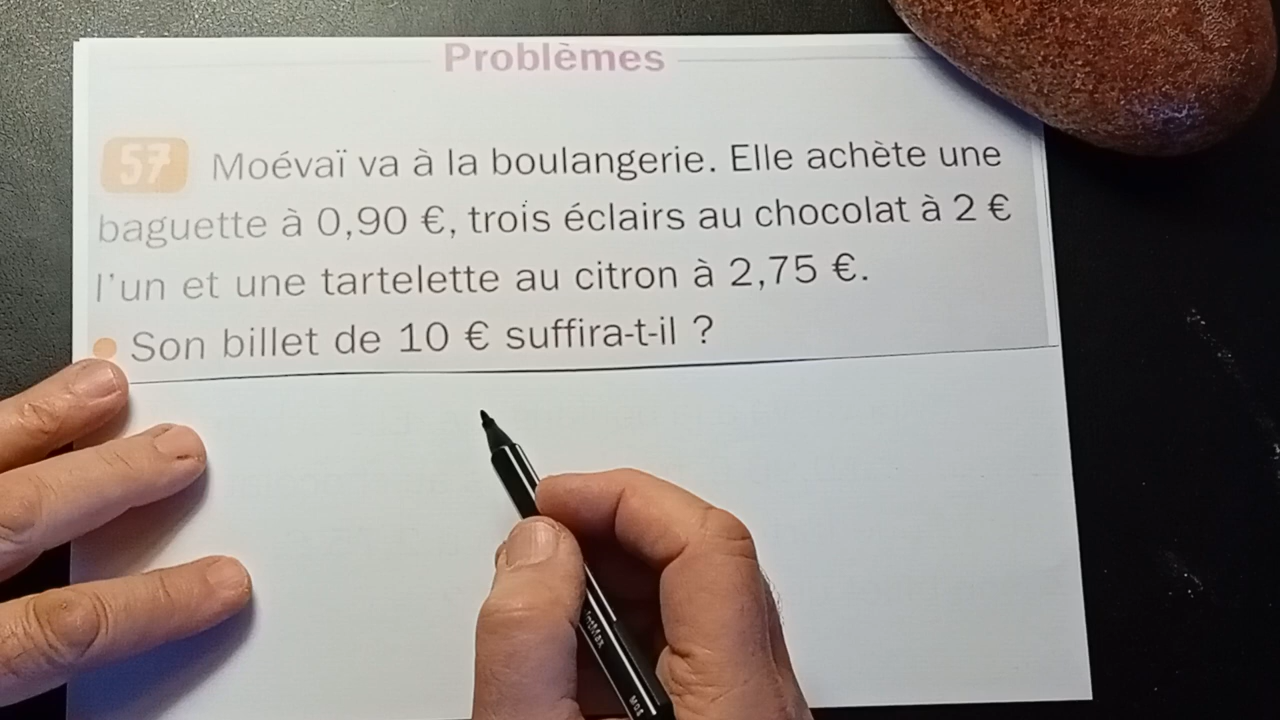 Problèmes
57 Moévaï va à la boulangerie. Elle achète une
baguette à 0,90 €, trois éclairs au chocolat à 2 €
l'un et une tartelette au citron à 2,75 €.
Son billet de 10 € suffira-t-il ?